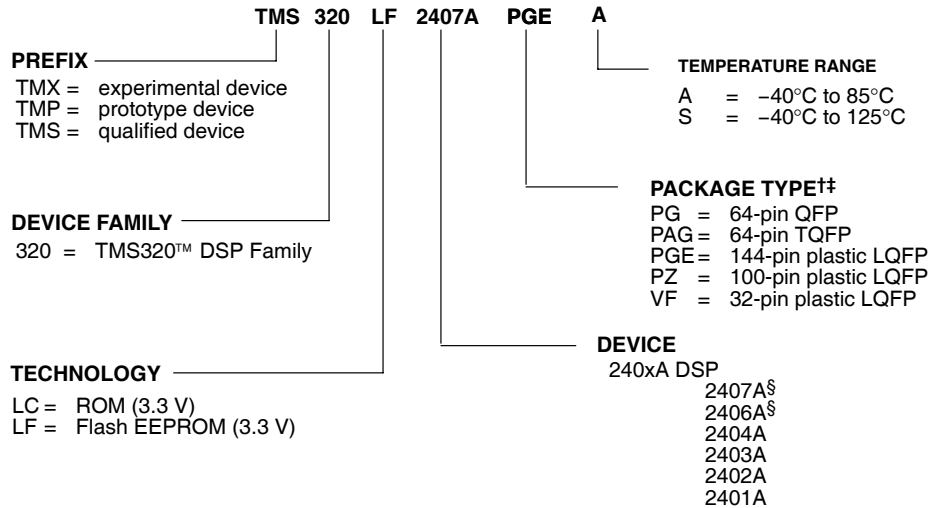 TMS 320 LF 2407A PGE A
PREFIX
TMX = experimental device
TMP = prototype device
TMS = qualified device
TEMPERATURE RANGE
A = −40°C to 85°C
S = −40°C to 125°C
DEVICE FAMILY
320 = TMS320™ DSP Family
PACKAGE TYPE†‡
PG = 64-pin QFP
PAG = 64-pin TQFP
PGE = 144-pin plastic LQFP
PZ = 100-pin plastic LQFP
VF = 32-pin plastic LQFP
TECHNOLOGY
LC = ROM (3.3 V)
LF = Flash EEPROM (3.3 V)
DEVICE
240xA DSP
2407A§
2406A§
2404A
2403A
2402A
2401A